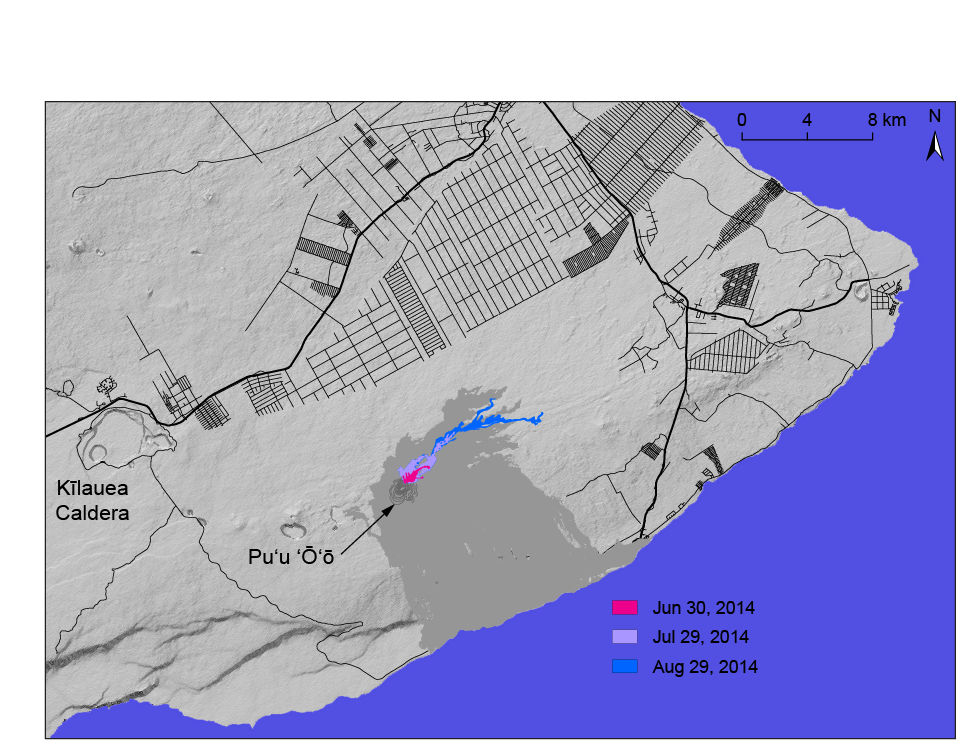 0 4 8 km
N
Kīlauea
Caldera
Puʻu ʻŌʻō
Jun 30, 2014
Jul 29, 2014
Aug 29, 2014